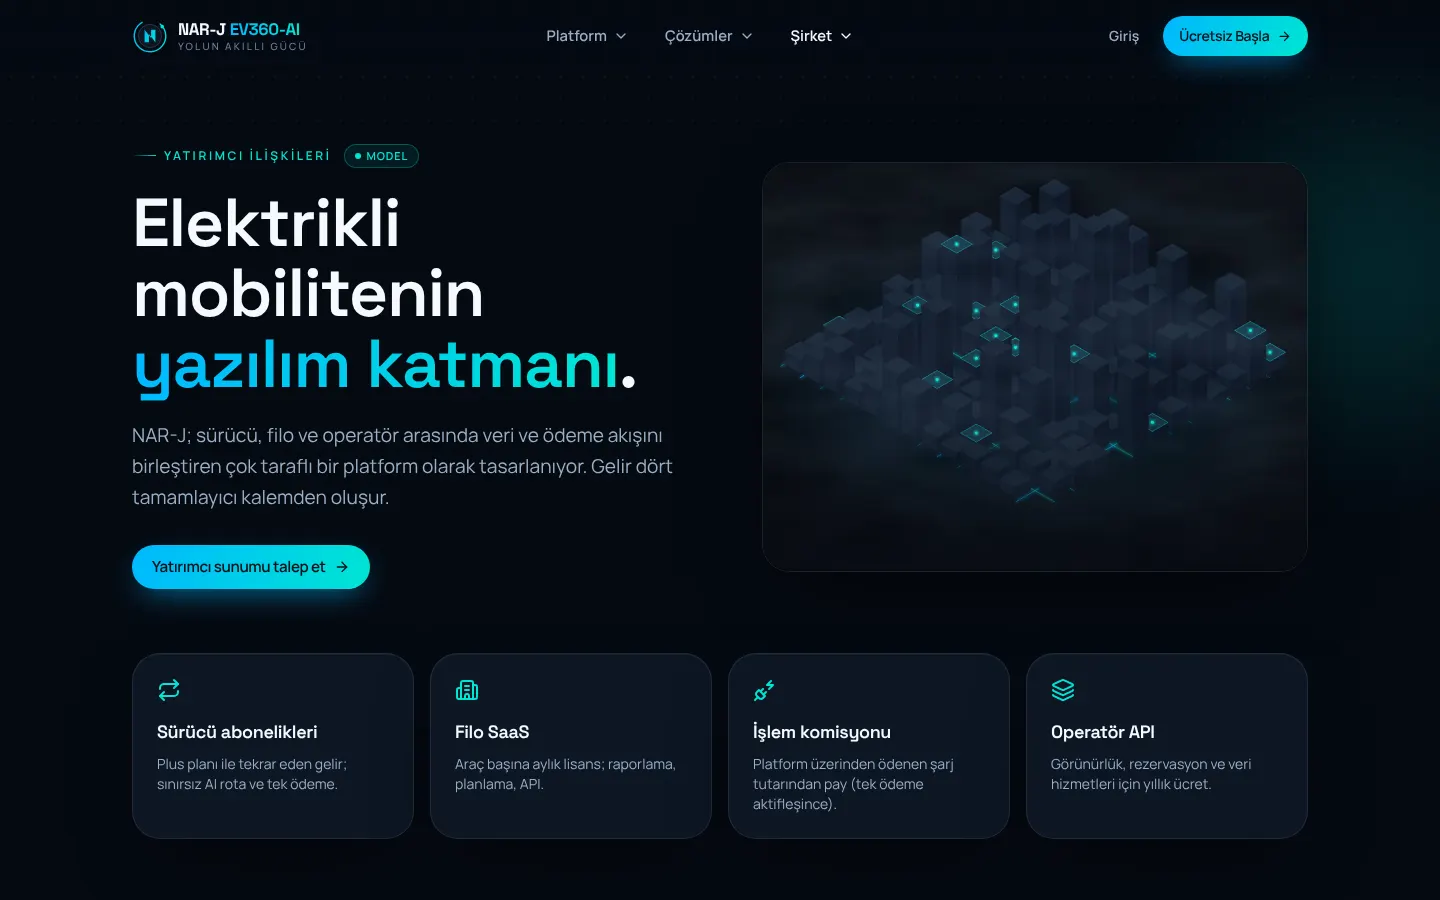 NAR-J EV360-AI
YOLUN AKILLI GÜCÜ
Platform
Çözümler
Şirket
Giriş
Ücretsiz Başla
YATIRIMCI İLİŞKİLERİ
MODEL
Elektrikli
mobilitenin
yazılım katmanı.
NAR-J; sürücü, filo ve operatör arasında veri ve ödeme akışını
birleştiren çok taraflı bir platform olarak tasarlanıyor. Gelir dört
tamamlayıcı kalemden oluşur.
Yatırımcı sunumu talep et
Sürücü abonelikleri
Plus planı ile tekrar eden gelir;
sınırsız AI rota ve tek ödeme.
Filo SaaS
Araç başına aylık lisans; raporlama,
planlama, API.
İşlem komisyonu
Platform üzerinden ödenen şarj
tutarından pay (tek ödeme
aktifleşince).
Operatör API
Görünürlük, rezervasyon ve veri
hizmetleri için yıllık ücret.